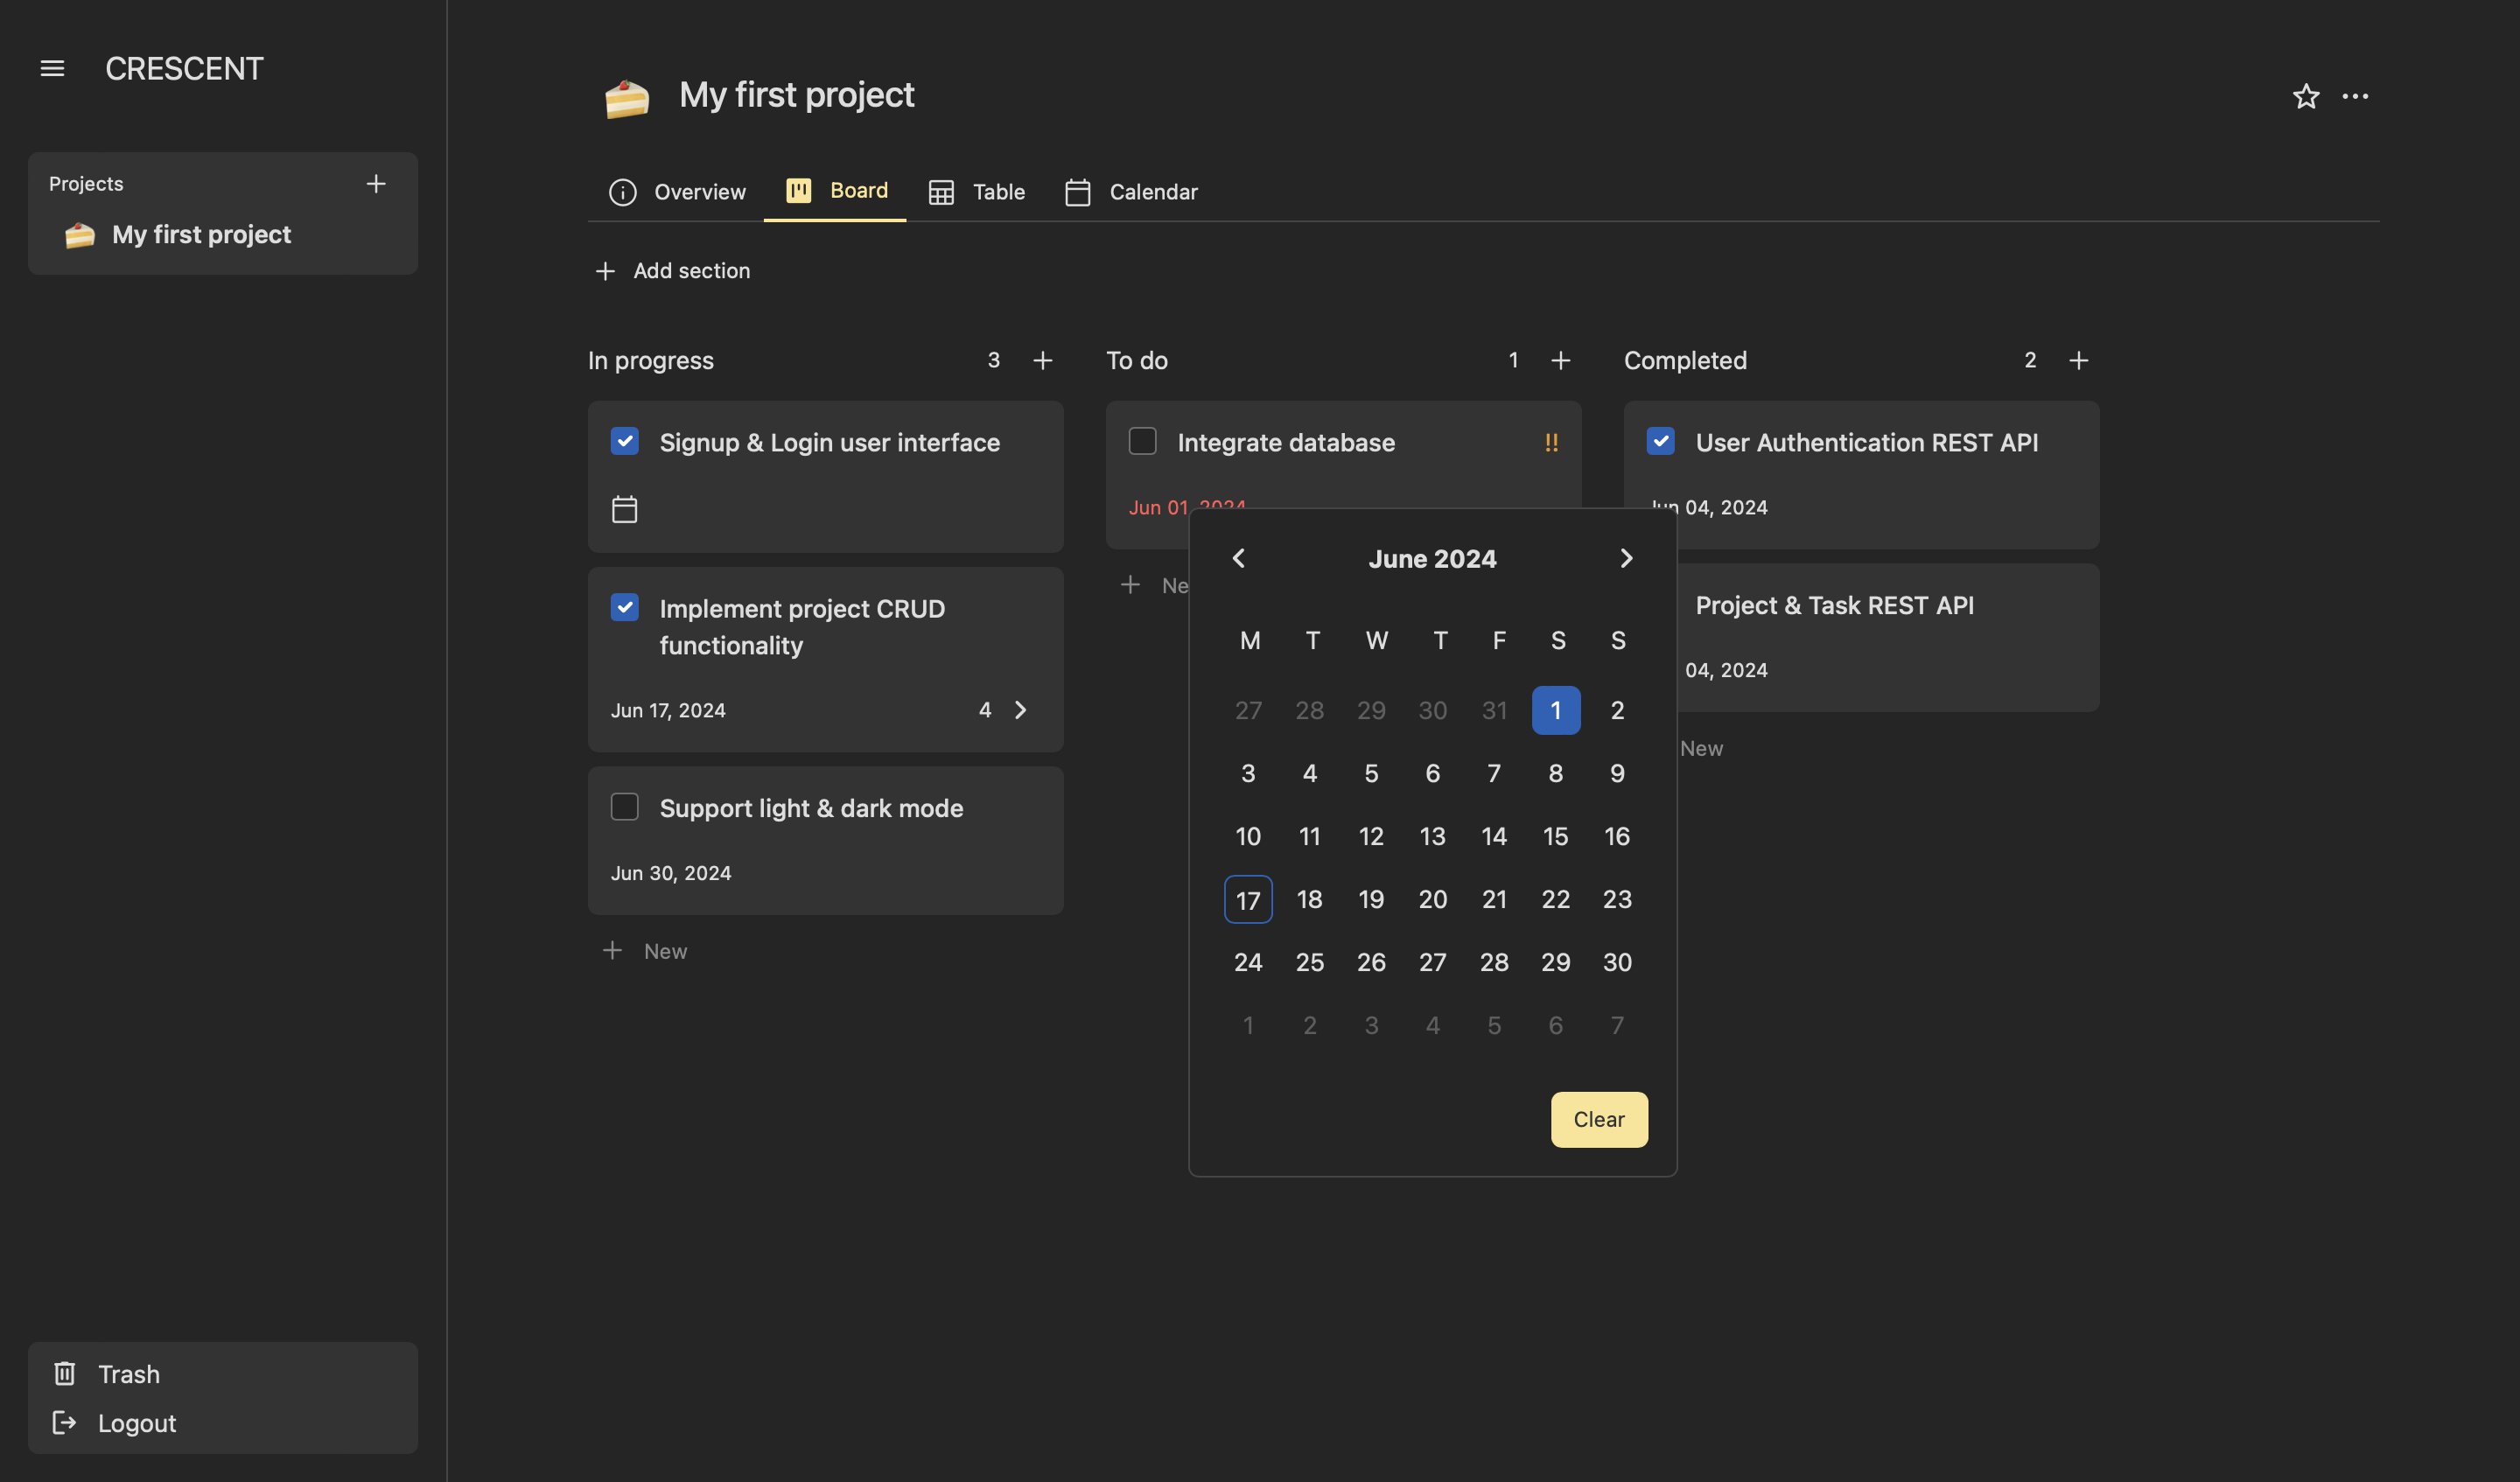 CRESCENT
Projects
My first project
Trash
Logout
My first project
Overview
Board
Table
Calendar
Add section
In progress 3
Signup & Login user interface
Implement project CRUD
functionality
Jun 17, 2024 4
Support light & dark mode
Jun 30, 2024
New
To do 1
Integrate database !!
Jun 01, 2024
Completed 2
User Authentication REST API
Jun 04, 2024
Project & Task REST API
04, 2024
New
June 2024
M T W T F S S
27 28 29 30 31 1 2
3 4 5 6 7 8 9
10 11 12 13 14 15 16
17 18 19 20 21 22 23
24 25 26 27 28 29 30
1 2 3 4 5 6 7
Clear